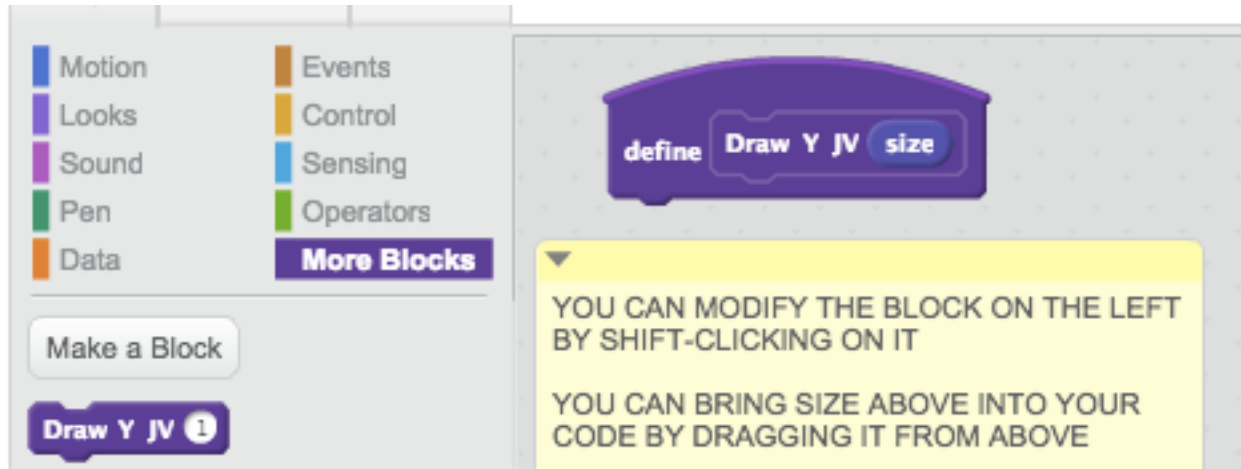 Motion
Looks
Sound
Pen
Data
Events
Control
Sensing
Operators
More Blocks
Make a Block
Draw Y JV 1
define Draw Y JV size
YOU CAN MODIFY THE BLOCK ON THE LEFT
BY SHIFT-CLICKING ON IT
YOU CAN BRING SIZE ABOVE INTO YOUR
CODE BY DRAGGING IT FROM ABOVE